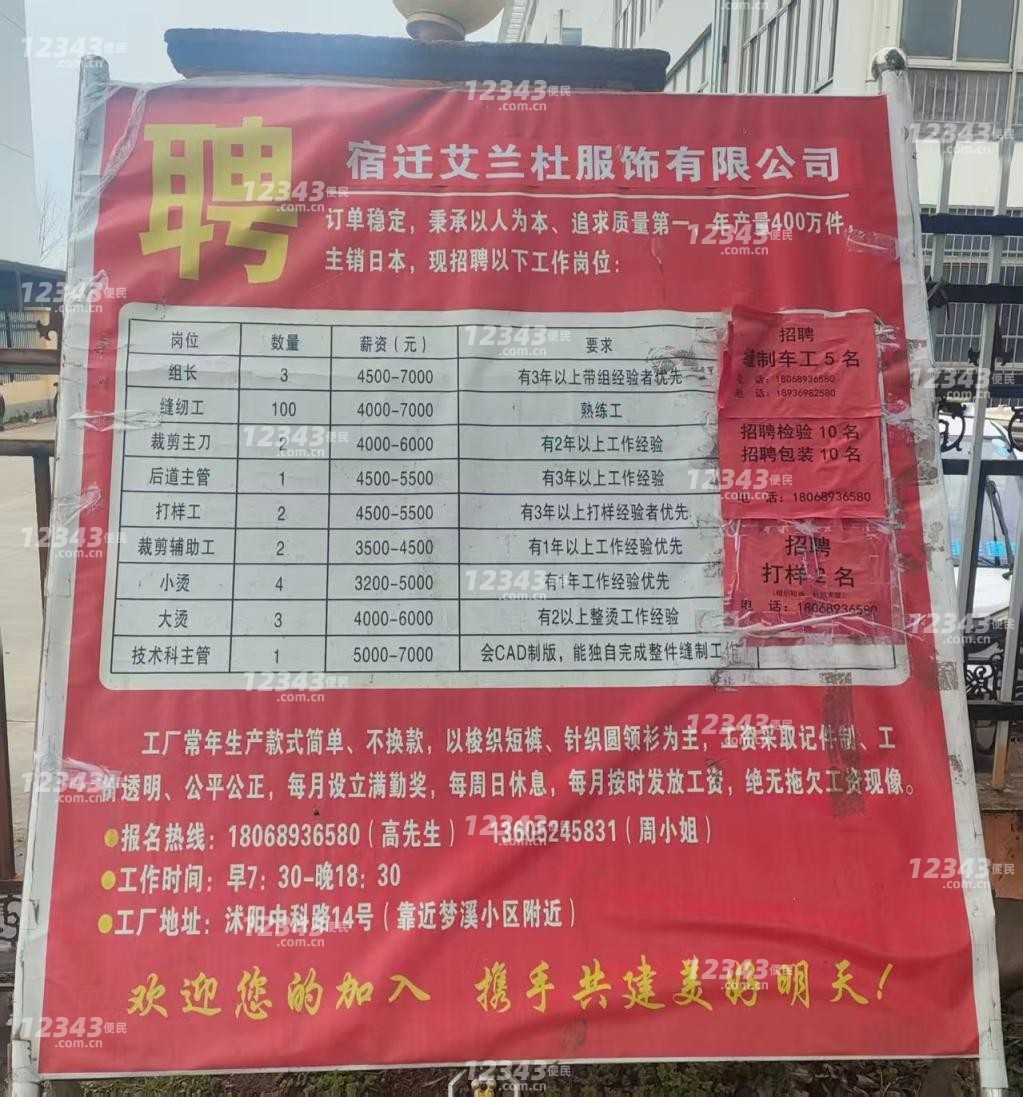 聘
宿迁艾兰杜服饰有限公司
订单稳定，秉承以人为本、追求质量第一，年产量400万件，
主销日本，现招聘以下工作岗位：
岗位 数量 薪资（元） 要求
组长 3 4500-7000 有3年以上带组经验者优先
缝纫工 100 4000-7000 熟练工
裁剪主刀 2 4000-6000 有2年以上工作经验
后道主管 1 4500-5500 有3年以上工作经验
打样工 2 4500-5500 有3年以上打样经验者优先
裁剪辅助工 2 3500-4500 有1年以上工作经验优先
小烫 4 3200-5000 有1年工作经验优先
大烫 3 4000-6000 有2以上整烫工作经验
技术科主管 1 5000-7000 会CAD制版，能独自完成整件缝制工作
招聘
缝制车工5名
电 话：18068936580
电 话：18936982580
招聘检验10名
招聘包装10名
电 话：18068936580
招聘
打样2名
电 话：18068936580
工厂常年生产款式简单、不换款，以梭织短裤、针织圆领衫为主，工资采取记件制、工
价透明、公平公正，每月设立满勤奖，每周日休息，每月按时发放工资，绝无拖欠工资现像。
报名热线：18068936580（高先生） 13605245831（周小姐）
工作时间：早7：30-晚18：30
工厂地址：沭阳中科路14号（靠近梦溪小区附近）
欢迎您的加入 携手共建美好明天！
12343便民
.com.cn